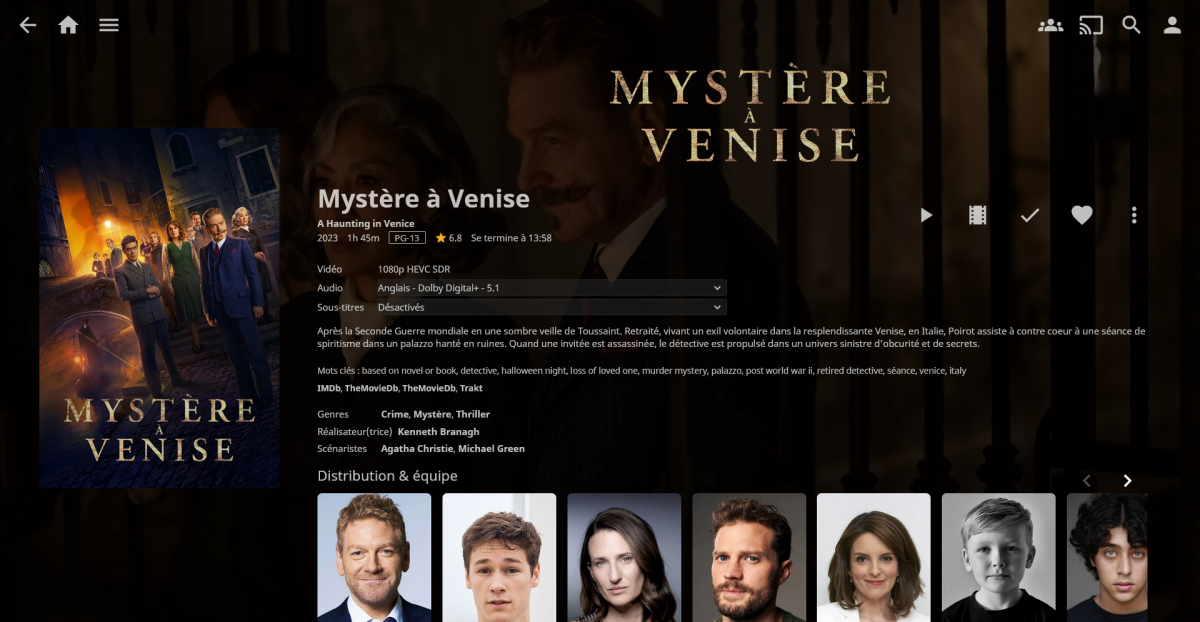 MYSTÈRE
À
VENISE
Mystère à Venise
A Haunting in Venice
2023 1h 45m PG-13 6.8 Se termine à 13:58
Vidéo 1080p HEVC SDR
Audio Anglais - Dolby Digital+ - 5.1
Sous-titres Désactivés
Après la Seconde Guerre mondiale en une sombre veille de Toussaint. Retraité, vivant un exil volontaire dans la resplendissante Venise, en Italie, Poirot assiste à contre coeur à une séance de
spiritisme dans un palazzo hanté en ruines. Quand une invitée est assassinée, le détective est propulsé dans un univers sinistre d'obcurité et de secrets.
Mots clés : based on novel or book, detective, halloween night, loss of loved one, murder mystery, palazzo, post world war ii, retired detective, séance, venice, italy
IMDb, TheMovieDb, TheMovieDb, Trakt
Genres Crime, Mystère, Thriller
Réalisateur(trice) Kenneth Branagh
Scénaristes Agatha Christie, Michael Green
MYSTÈRE
À
VENISE
Distribution & équipe